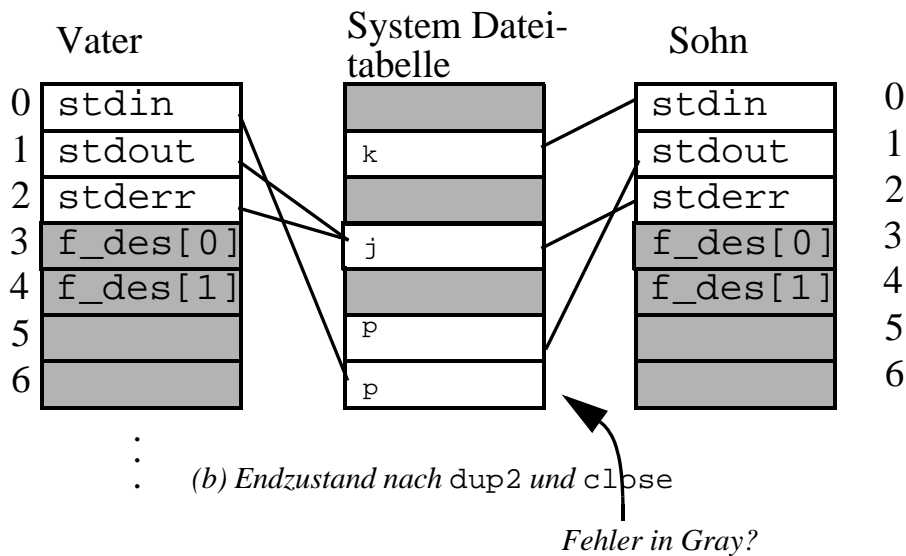 Vater
System Datei-
tabelle
Sohn
0 stdin stdin 0
1 stdout k stdout 1
2 stderr stderr 2
3 f_des[0] j f_des[0] 3
4 f_des[1] f_des[1] 4
5 p 5
6 p 6
.
.
.
(b) Endzustand nach dup2 und close
Fehler in Gray?